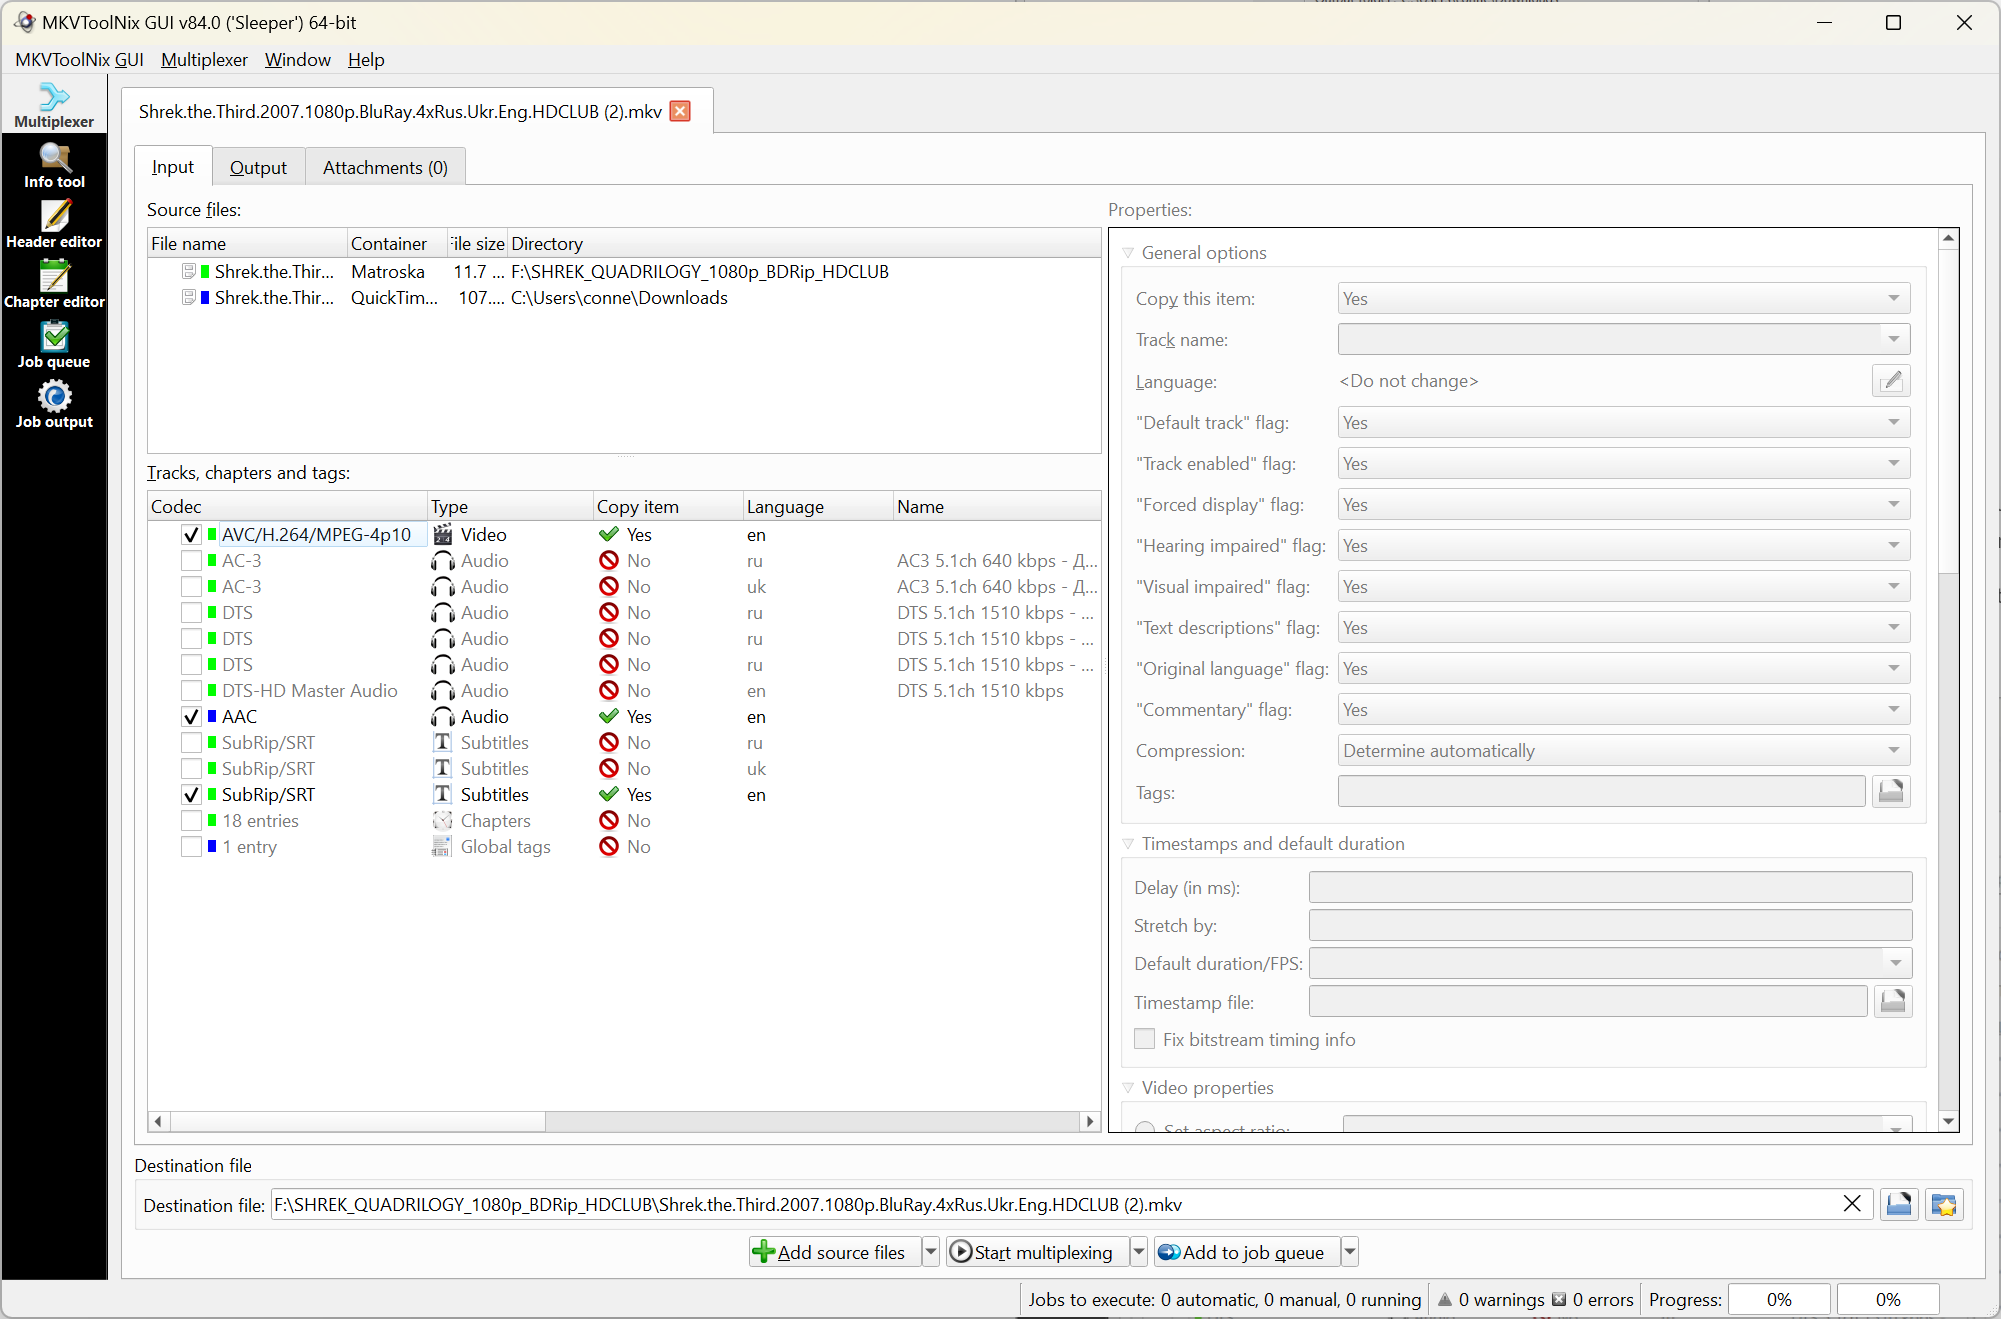 MKVToolNix GUI v84.0 ('Sleeper') 64-bit
MKVToolNix GUI Multiplexer Window Help
Multiplexer
Info tool
Header editor
Chapter editor
Job queue
Job output
Shrek.the.Third.2007.1080p.BluRay.4xRus.Ukr.Eng.HDCLUB (2).mkv
Input Output Attachments (0)
Source files:
File name Container File size Directory
Shrek.the.Thir... Matroska 11.7 ... F:\SHREK_QUADRILOGY_1080p_BDRip_HDCLUB
Shrek.the.Thir... QuickTim... 107.... C:\Users\conne\Downloads
Tracks, chapters and tags:
Codec Type Copy item Language Name
AVC/H.264/MPEG-4p10 Video Yes en
AC-3 Audio No ru AC3 5.1ch 640 kbps - Д...
AC-3 Audio No uk AC3 5.1ch 640 kbps - Д...
DTS Audio No ru DTS 5.1ch 1510 kbps - ...
DTS Audio No ru DTS 5.1ch 1510 kbps - ...
DTS Audio No ru DTS 5.1ch 1510 kbps - ...
DTS-HD Master Audio Audio No en DTS 5.1ch 1510 kbps
AAC Audio Yes en
SubRip/SRT Subtitles No ru
SubRip/SRT Subtitles No uk
SubRip/SRT Subtitles Yes en
18 entries Chapters No
1 entry Global tags No
Properties:
General options
Copy this item: Yes
Track name:
Language: <Do not change>
"Default track" flag: Yes
"Track enabled" flag: Yes
"Forced display" flag: Yes
"Hearing impaired" flag: Yes
"Visual impaired" flag: Yes
"Text descriptions" flag: Yes
"Original language" flag: Yes
"Commentary" flag: Yes
Compression: Determine automatically
Tags:
Timestamps and default duration
Delay (in ms):
Stretch by:
Default duration/FPS:
Timestamp file:
Fix bitstream timing info
Video properties
Set aspect ratio:
Destination file
Destination file: F:\SHREK_QUADRILOGY_1080p_BDRip_HDCLUB\Shrek.the.Third.2007.1080p.BluRay.4xRus.Ukr.Eng.HDCLUB (2).mkv
Add source files Start multiplexing Add to job queue
Jobs to execute: 0 automatic, 0 manual, 0 running 0 warnings 0 errors Progress: 0% 0%